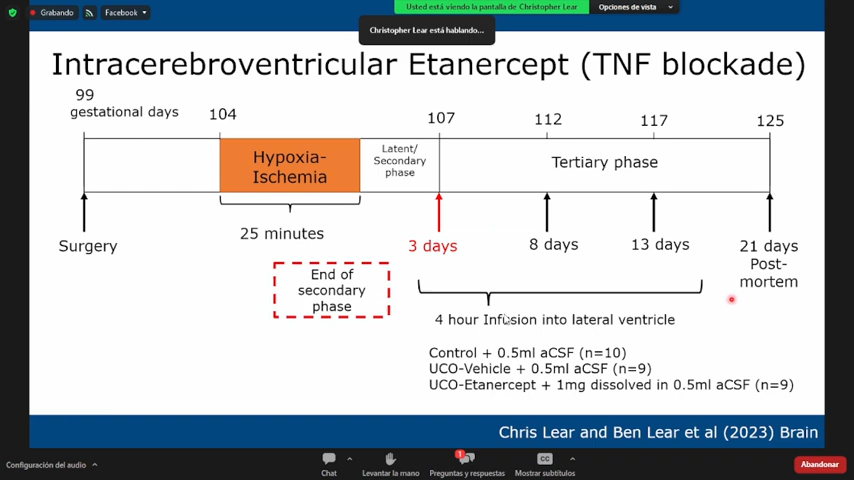 Usted está viendo la pantalla de Christopher Lear
Opciones de vista
Grabando
Facebook
Christopher Lear está hablando...
Intracerebroventricular Etanercept (TNF blockade)
99
gestational days
104
107
112
117
125
Hypoxia-
Ischemia
Latent/
Secondary
phase
Tertiary phase
25 minutes
Surgery
3 days
8 days
13 days
21 days
Post-
mortem
End of
secondary
phase
4 hour Infusion into lateral ventricle
Control + 0.5ml aCSF (n=10)
UCO-Vehicle + 0.5ml aCSF (n=9)
UCO-Etanercept + 1mg dissolved in 0.5ml aCSF (n=9)
Chris Lear and Ben Lear et al (2023) Brain
Configuración del audio
Chat
Levantar la mano
1
Preguntas y respuestas
CC
Mostrar subtítulos
Abandonar